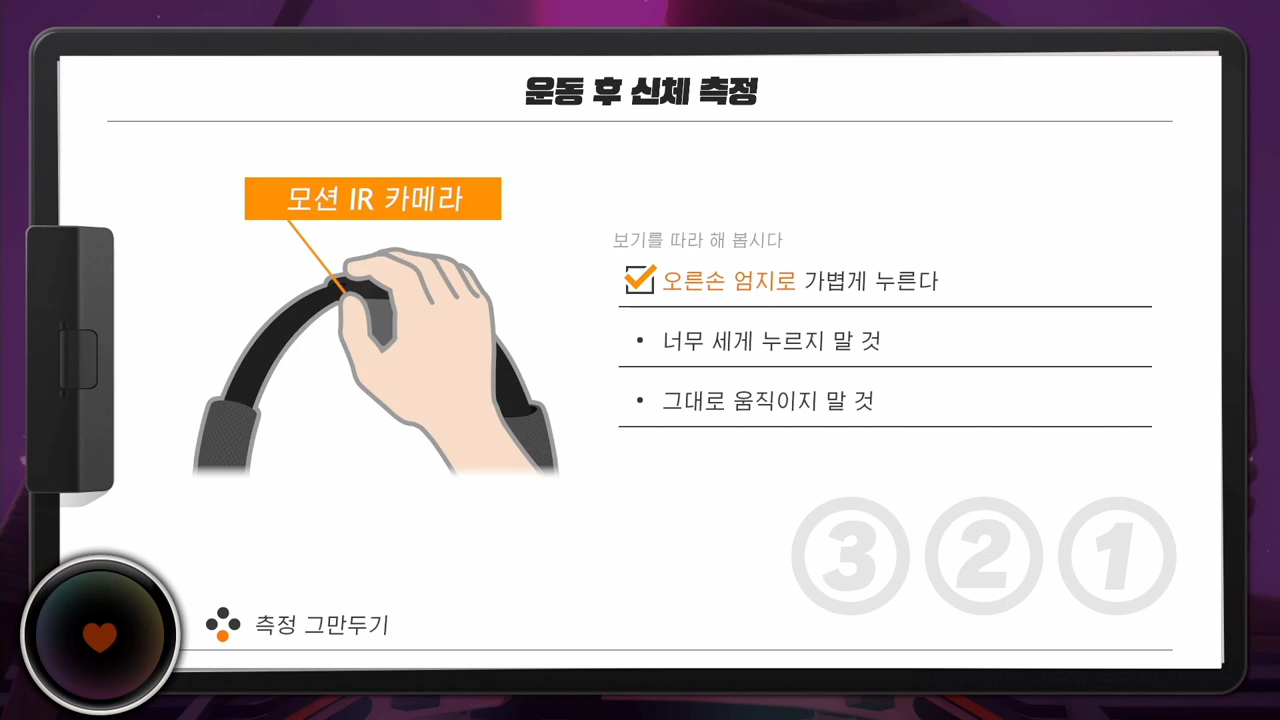 운동 후 신체 측정
모션 IR 카메라
보기를 따라 해 봅시다
오른손 엄지로 가볍게 누른다
• 너무 세게 누르지 말 것
• 그대로 움직이지 말 것
3 2 1
측정 그만두기